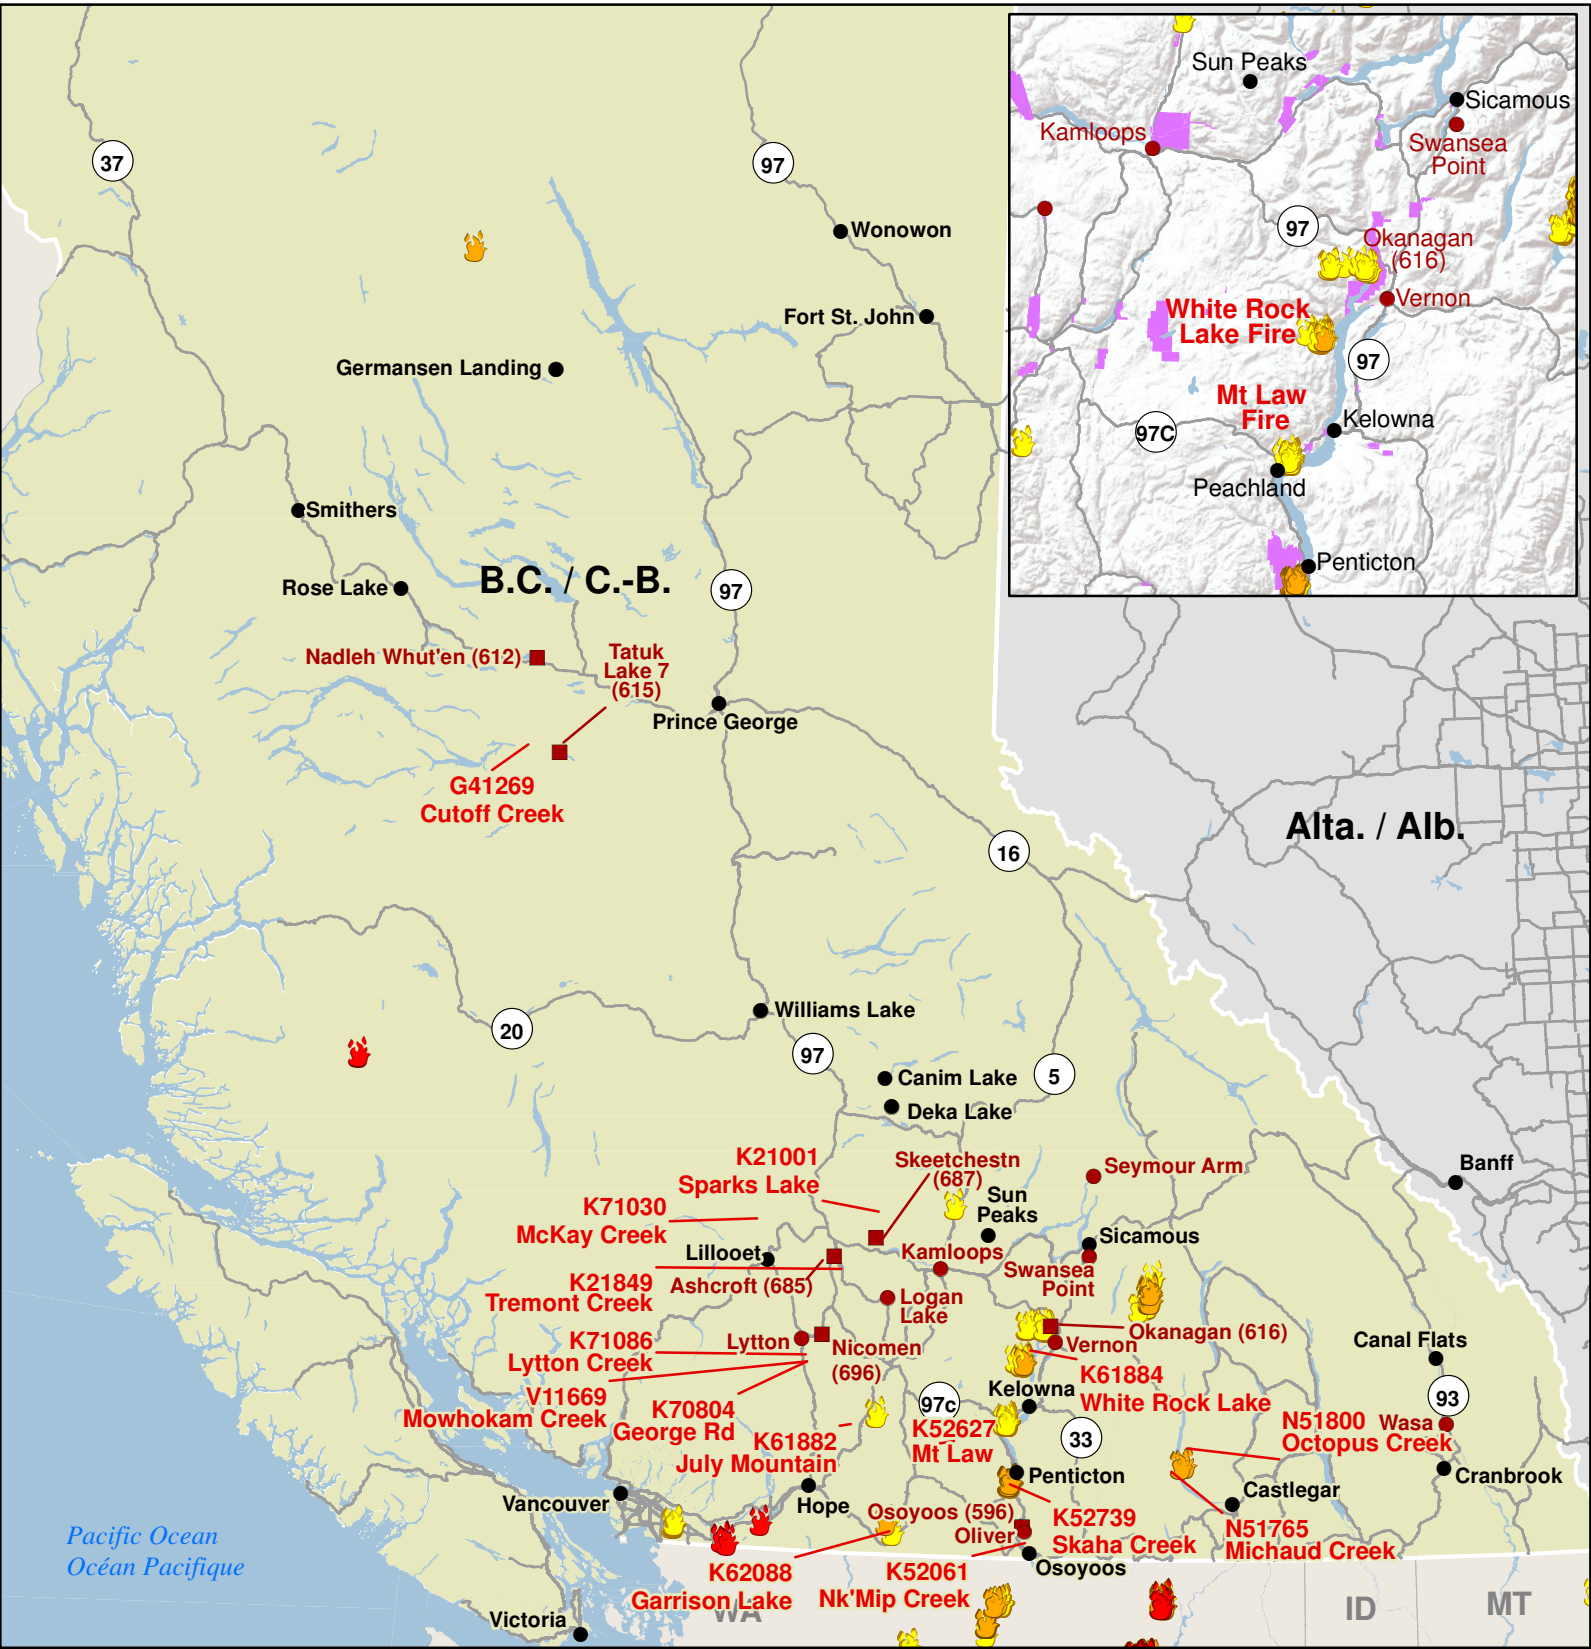 37
97
Wonowon
Fort St. John
Germansen Landing
Smithers
Rose Lake
B.C. / C.-B.
97
Nadleh Whut'en (612)
Tatuk
Lake 7
(615)
Prince George
G41269
Cutoff Creek
16
Alta. / Alb.
Sun Peaks
Sicamous
Kamloops
Swansea
Point
97
Okanagan
(616)
Vernon
White Rock
Lake Fire
97
Mt Law
Fire
97C
Kelowna
Peachland
Penticton
Williams Lake
20
97
5
Canim Lake
Deka Lake
K21001
Sparks Lake
Skeetchestn
(687)
Seymour Arm
Banff
Sun
Peaks
K71030
McKay Creek
Lillooet
Sicamous
Kamloops
Swansea
Point
K21849
Tremont Creek
Ashcroft (685)
Logan
Lake
K71086
Lytton Creek
Lytton
Nicomen
(696)
Okanagan (616)
Vernon
Canal Flats
V11669
Mowhokam Creek
K61884
White Rock Lake
Kelowna
97c
93
K70804
George Rd
K61882
July Mountain
K52627
Mt Law
33
N51800
Octopus Creek
Wasa
Penticton
Cranbrook
Castlegar
Vancouver
Hope
Osoyoos (596)
Oliver
K52739
Skaha Creek
N51765
Michaud Creek
Pacific Ocean
Océan Pacifique
K62088
Garrison Lake
K52061
Nk'Mip Creek
Osoyoos
Victoria
WA
ID
MT